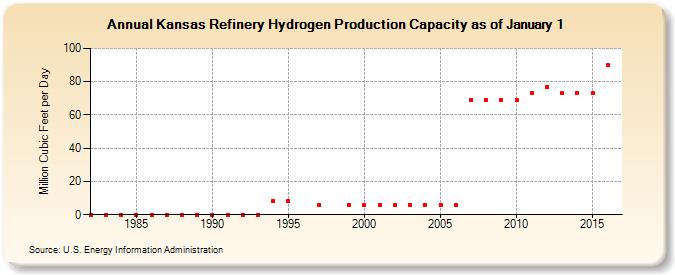 Annual Kansas Refinery Hydrogen Production Capacity as of January 1
Million Cubic Feet per Day
100
80
60
40
20
0
1985 1990 1995 2000 2005 2010 2015
Source: U.S. Energy Information Administration